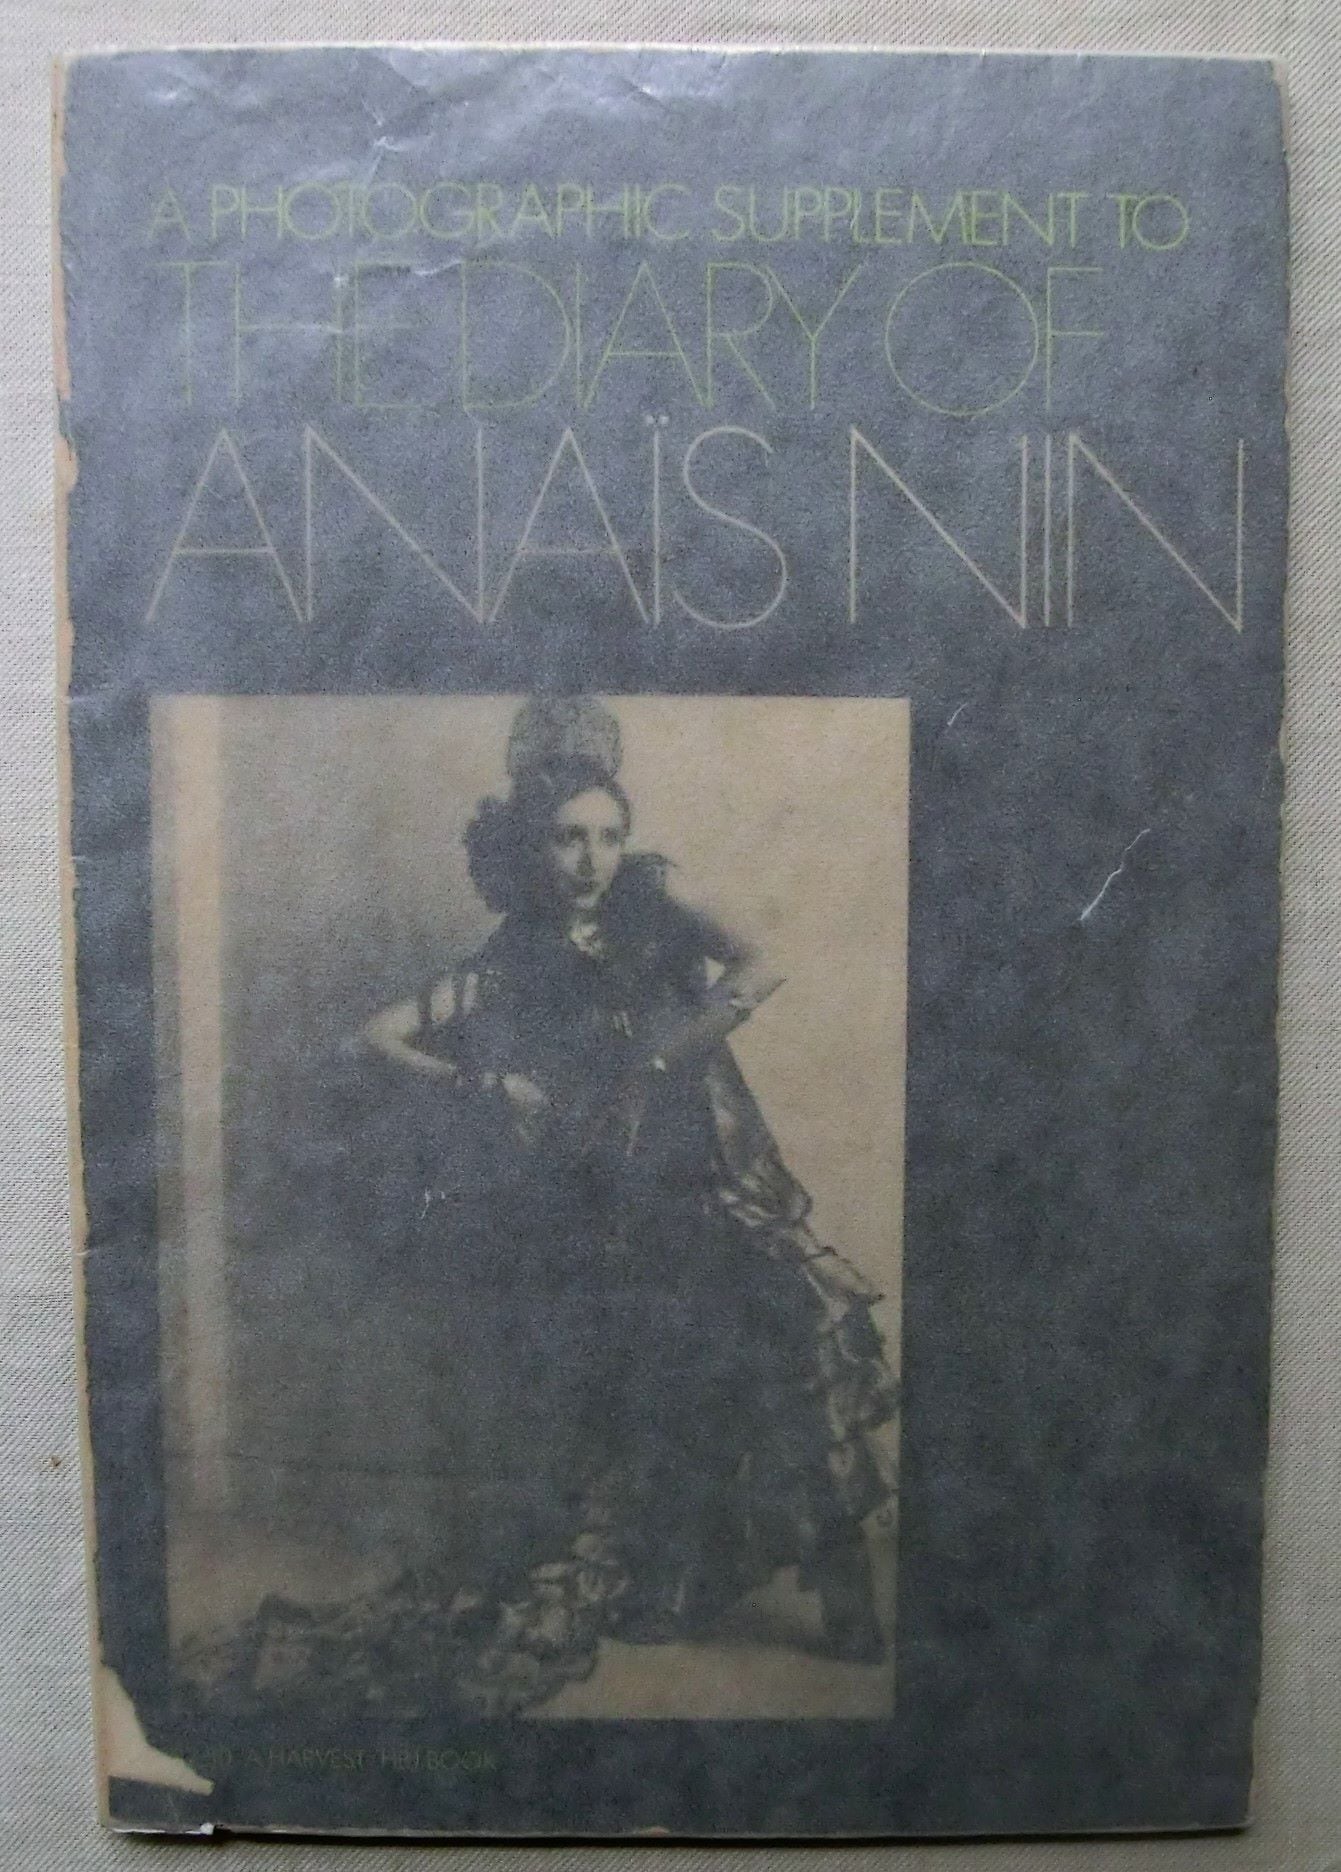 A PHOTOGRAPHIC SUPPLEMENT TO
THE DIARY OF
ANAÏS NIN
A HARVEST HBJ BOOK